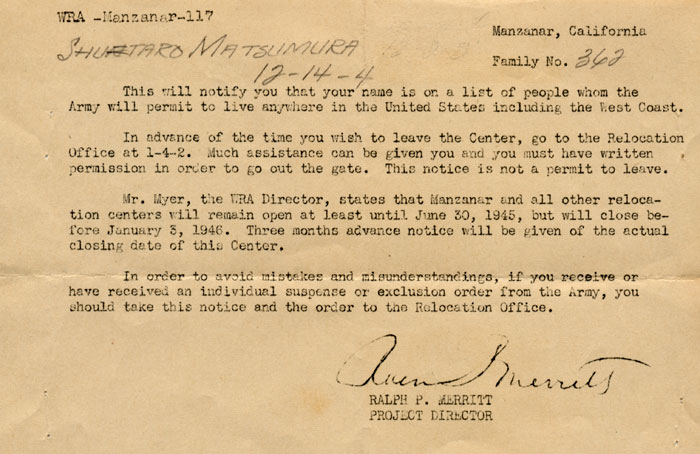 WRA -Manzanar-117
Manzanar, California
SHUETARO MATSUMURA
Family No. 362
12-14-4
This will notify you that your name is on a list of people whom the
Army will permit to live anywhere in the United States including the West Coast.
In advance of the time you wish to leave the Center, go to the Relocation
Office at 1-4-2. Much assistance can be given you and you must have written
permission in order to go out the gate. This notice is not a permit to leave.
Mr. Myer, the WRA Director, states that Manzanar and all other reloca-
tion centers will remain open at least until June 30, 1945, but will close be-
fore January 3, 1946. Three months advance notice will be given of the actual
closing date of this Center.
In order to avoid mistakes and misunderstandings, if you receive or
have received an individual suspense or exclusion order from the Army, you
should take this notice and the order to the Relocation Office.
Merritt
RALPH P. MERRITT
PROJECT DIRECTOR